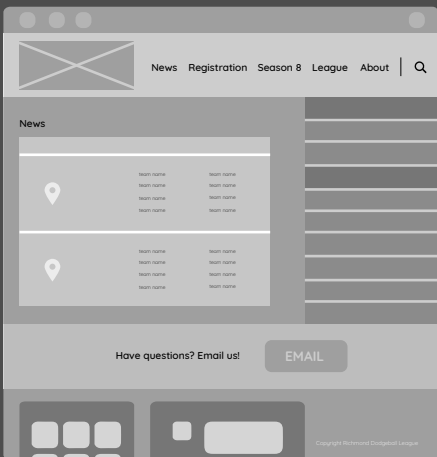 News Registration Season 8 League About
News
team name team name
team name team name
team name team name
team name team name
team name team name
team name team name
team name team name
team name team name
Have questions? Email us!
EMAIL
Copyright Richmond Dodgeball League